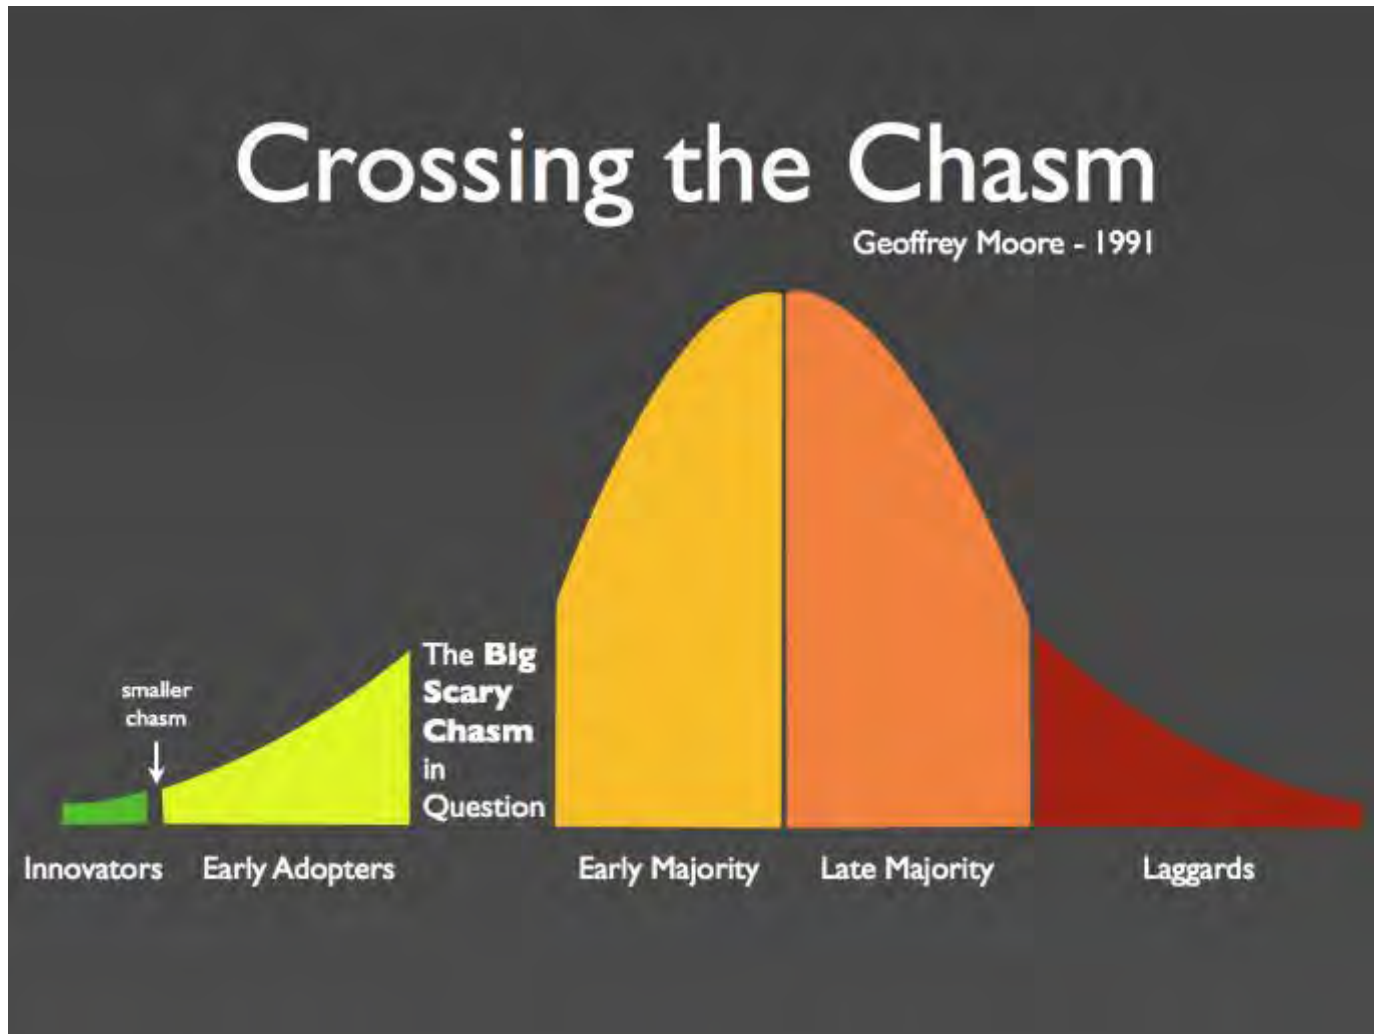 Crossing the Chasm
Geoffrey Moore - 1991
smaller
chasm
The Big
Scary
Chasm
in
Question
Innovators
Early Adopters
Early Majority
Late Majority
Laggards